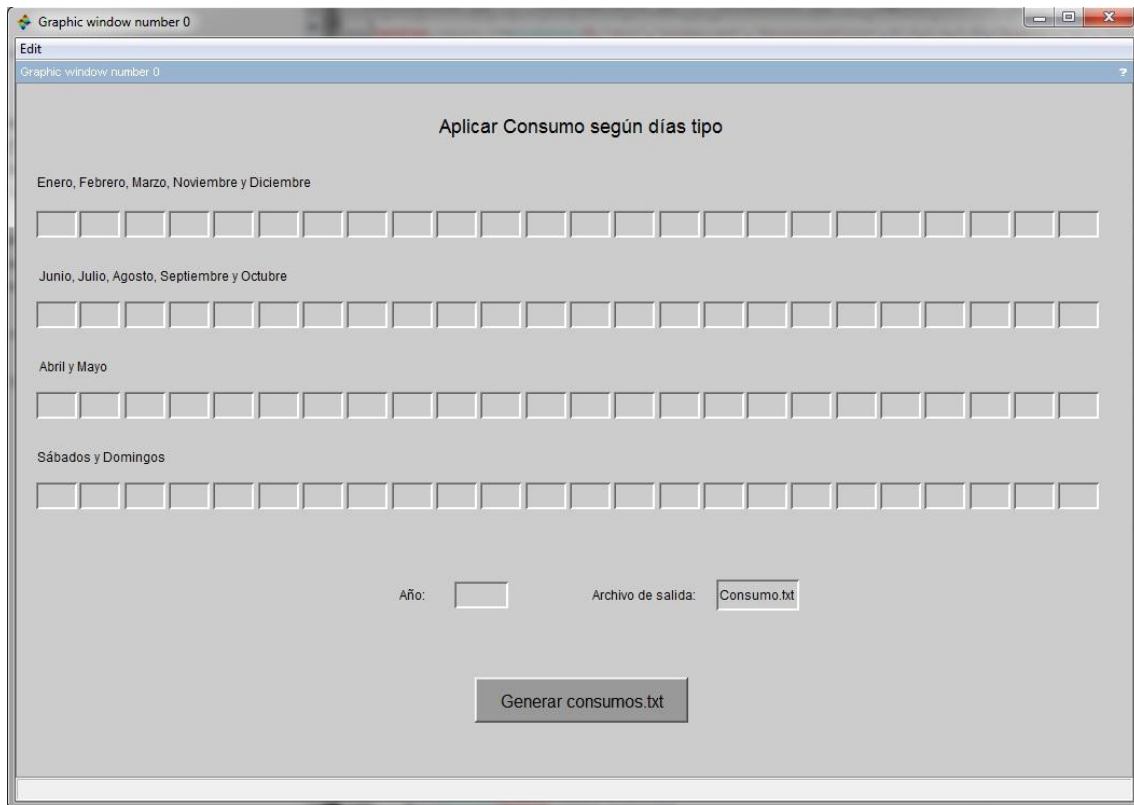 Graphic window number 0
Edit
Graphic window number 0 ?
Aplicar Consumo según días tipo
Enero, Febrero, Marzo, Noviembre y Diciembre
Junio, Julio, Agosto, Septiembre y Octubre
Abril y Mayo
Sábados y Domingos
Año: Archivo de salida: Consumo.txt
Generar consumos.txt